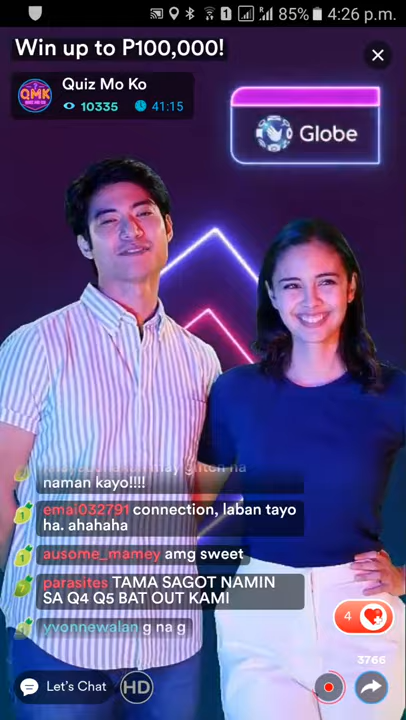 85% 4:26 p.m.
Win up to P100,000!
QMK
Quiz Mo Ko
10335 41:15
Globe
naman kayo!!!!
emai032791 connection, laban tayo
ha. ahahaha
ausome_mamey amg sweet
parasites TAMA SAGOT NAMIN
SA Q4 Q5 BAT OUT KAMI
yvonnewalan g na g
4
3766
Let's Chat HD